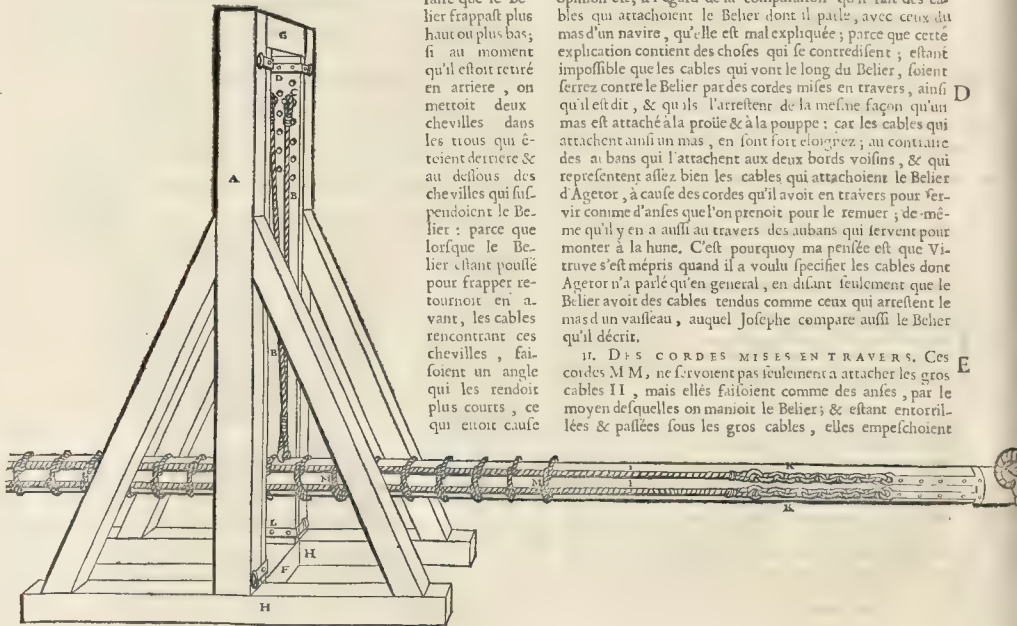 faire que le Be-
lier frappaſt plus
haut ou plus bas;
ſi au moment
qu'il eſtoit retiré
en arriere, on
mettoit deux
chevilles dans
les trous qui é-
toient derriere &
au deſſous des
chevilles qui ſuſ-
pendoient le Be-
lier : parce que
lorſque le Be-
lier eſtant pouſſé
pour frapper re-
tournoit en a-
vant, les cables
rencontrant ces
chevilles, fai-
ſoient un angle
qui les rendoit
plus courts, ce
qui eſtoit cauſe
bles qui attachoient le Belier dont il parle, avec ceux du
mas d'un navire, qu'elle eſt mal expliquée; parce que cette
explication contient des choſes qui ſe contrediſent; eſtant
impoſſible que les cables qui vont le long du Belier, ſoient
ſerrez contre le Belier par des cordes miſes en travers, ainſi
qu'il eſt dit, & qu'ils l'arreſtent de la meſme façon qu'un
mas eſt attaché à la proüe & à la pouppe : car les cables qui
attachent ainſi un mas, en ſont fort eloignez; au contraire
des aubans qui l'attachent aux deux bords voiſins, & qui
repreſentent aſſez bien les cables qui attachoient le Belier
d'Agetor, à cauſe des cordes qu'il avoit en travers pour ſer-
vir comme d'anſes que l'on prenoit pour le remuer; de-mê-
me qu'il y en a auſſi au travers des aubans qui ſervent pour
monter à la hune. C'eſt pourquoy ma penſée eſt que Vi-
truve s'eſt mépris quand il a voulu ſpecifier les cables dont
Agetor n'a parlé qu'en general, en diſant ſeulement que le
Belier avoit des cables tendus comme ceux qui arreſtent le
mas d'un vaiſſeau, auquel Joſephe compare auſſi le Belier
qu'il décrit.
11. DES CORDES MISES EN TRAVERS. Ces
cordes MM, ne ſervoient pas ſeulement a attacher les gros
cables II, mais elles faiſoient comme des anſes, par le
moyen deſquelles on manioit le Belier; & eſtant entortil-
lées & paſſées ſous les gros cables, elles empeſchoient
D
E
G
D
C
A
B
B
M
M
I
I
K
K
L
H
F
H